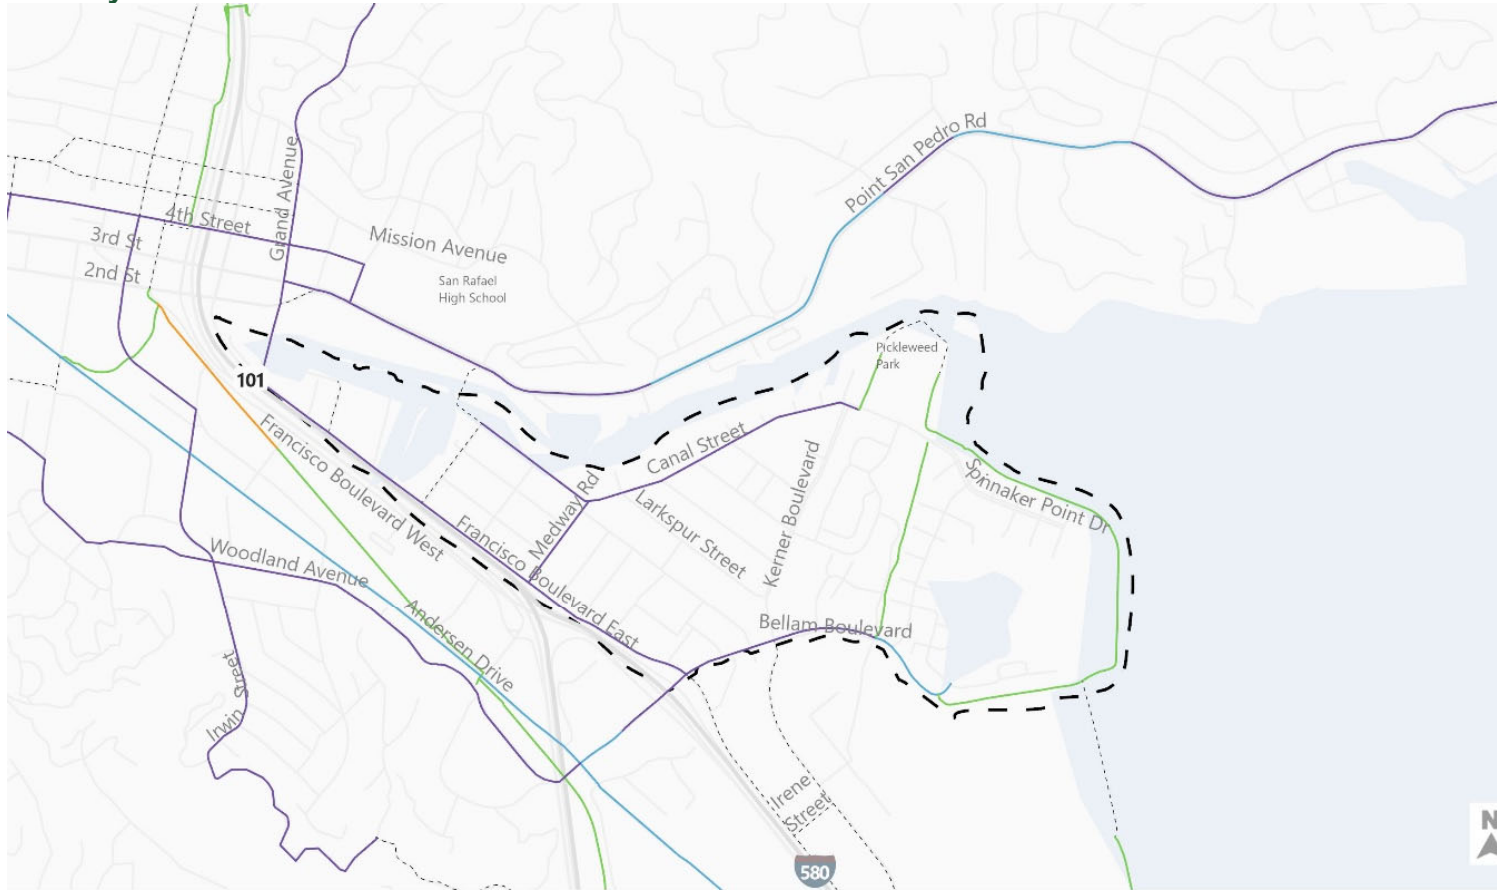 Point San Pedro Rd
Grand Avenue
4th Street
3rd St
2nd St
Mission Avenue
San Rafael
High School
Pickleweed
Park
101
Francisco Boulevard West
Canal Street
Kerner Boulevard
Spinnaker Point Dr
Larkspur Street
Medway Rd
Francisco Boulevard East
Woodland Avenue
Andersen Drive
Bellam Boulevard
Irwin Street
Irene
Street
580
N